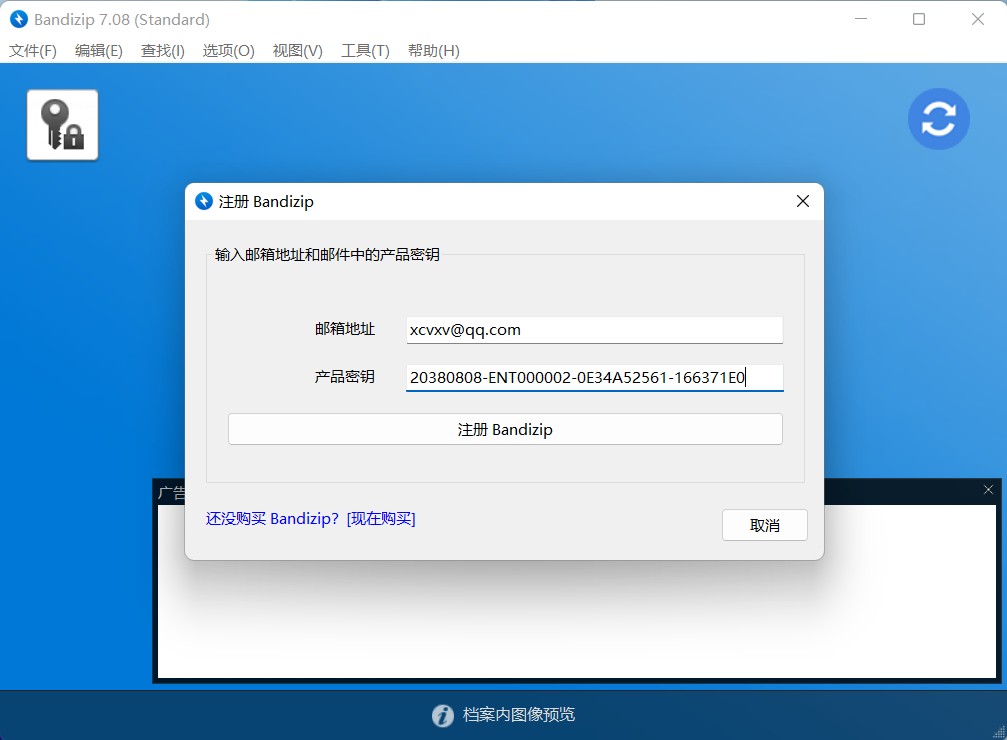 Bandizip 7.08 (Standard)
文件(F) 编辑(E) 查找(I) 选项(O) 视图(V) 工具(T) 帮助(H)
注册 Bandizip
输入邮箱地址和邮件中的产品密钥
邮箱地址 xcvxv@qq.com
产品密钥 20380808-ENT000002-0E34A52561-166371E0
注册 Bandizip
广告
还没购买 Bandizip? [现在购买]
取消
档案内图像预览